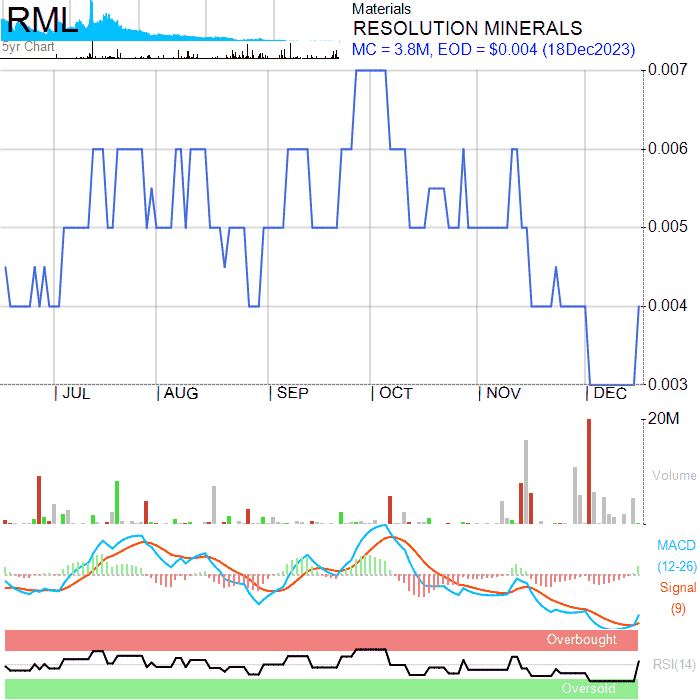 RML
5yr Chart
Materials
RESOLUTION MINERALS
MC = 3.8M, EOD = $0.004 (18Dec2023)
0.007
0.006
0.005
0.004
0.003
JUL AUG SEP OCT NOV DEC
20M
Volume
MACD
(12-26)
Signal
(9)
Overbought
RSI(14)
Oversold